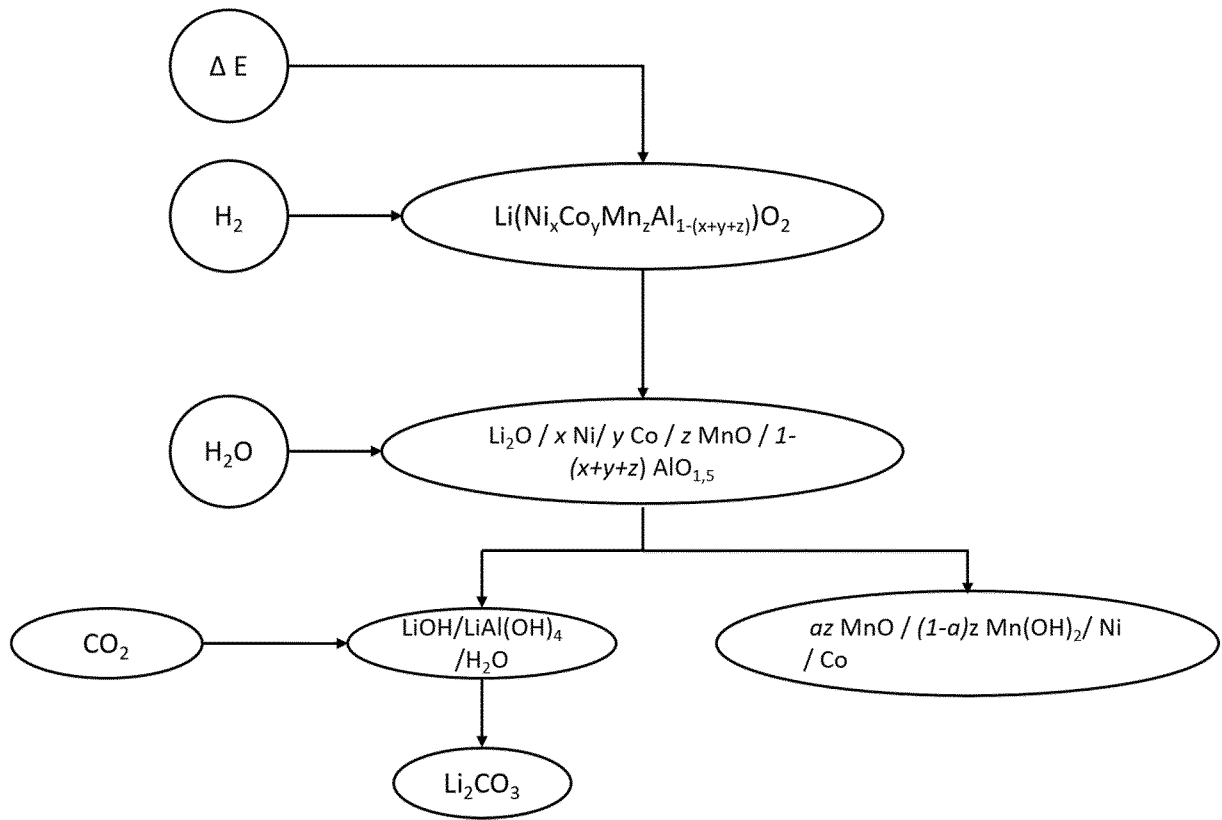 Δ E
H₂
Li(NiₓCoᵧMn_zAl₁₋₍ₓ₊ᵧ₊z₎)O₂
H₂O
Li₂O / x Ni/ y Co / z MnO / 1-
(x+y+z) AlO₁,₅
CO₂
LiOH/LiAl(OH)₄
/H₂O
az MnO / (1-a)z Mn(OH)₂/ Ni
/ Co
Li₂CO₃